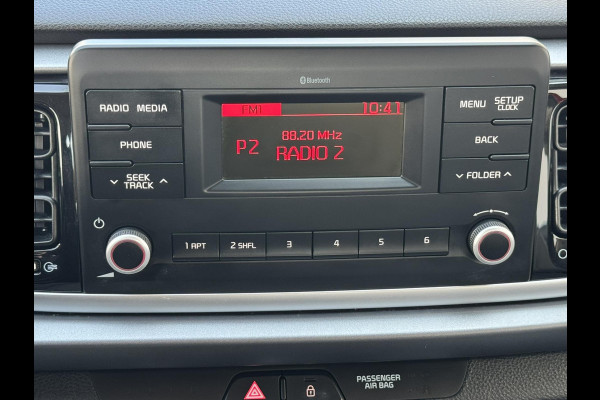 Bluetooth
RADIO MEDIA
PHONE
SEEK
TRACK
FM1 10:41
88.20 MHz
P2 RADIO 2
MENU SETUP
CLOCK
BACK
FOLDER
1 RPT 2 SHFL 3 4 5 6
PASSENGER
AIR BAG